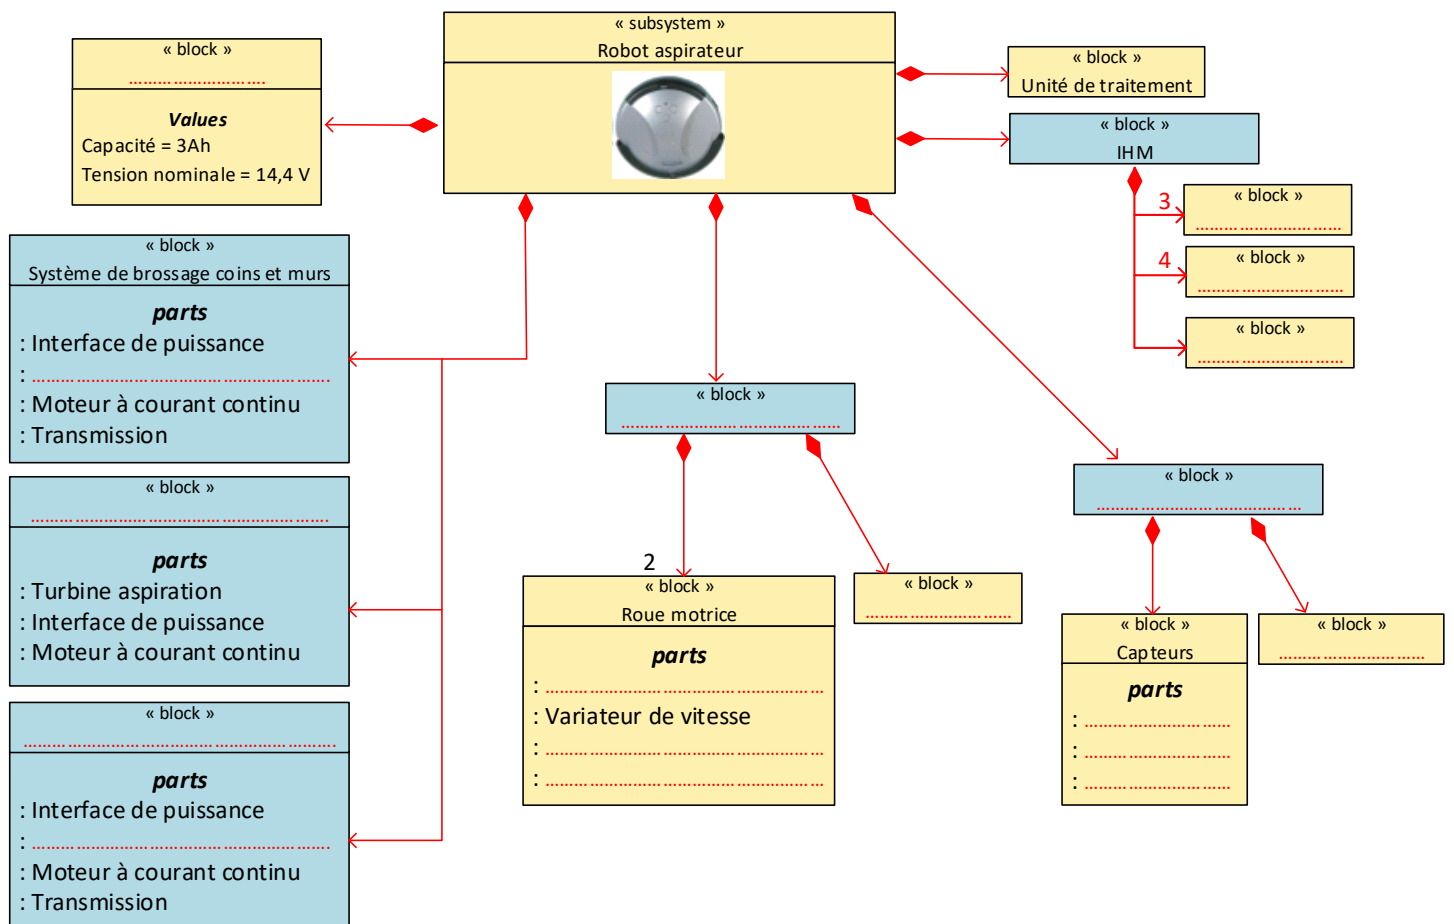 « subsystem »
Robot aspirateur
« block »
……………………….
Values
Capacité = 3Ah
Tension nominale = 14,4 V
« block »
Unité de traitement
« block »
IHM
3
« block »
…………………………
4
« block »
…………………………
« block »
…………………………
« block »
Système de brossage coins et murs
parts
: Interface de puissance
: …………………………………………………….
: Moteur à courant continu
: Transmission
« block »
…………………………………………………….
parts
: Turbine aspiration
: Interface de puissance
: Moteur à courant continu
« block »
……………………………………………………….
parts
: Interface de puissance
: …………………………………………………….
: Moteur à courant continu
: Transmission
« block »
………………………………………
2
« block »
Roue motrice
parts
: …………………………………………………
: Variateur de vitesse
: …………………………………………………
: …………………………………………………
« block »
…………………………
« block »
……………………………………
« block »
Capteurs
parts
: …………………………
: …………………………
: …………………………
« block »
…………………………